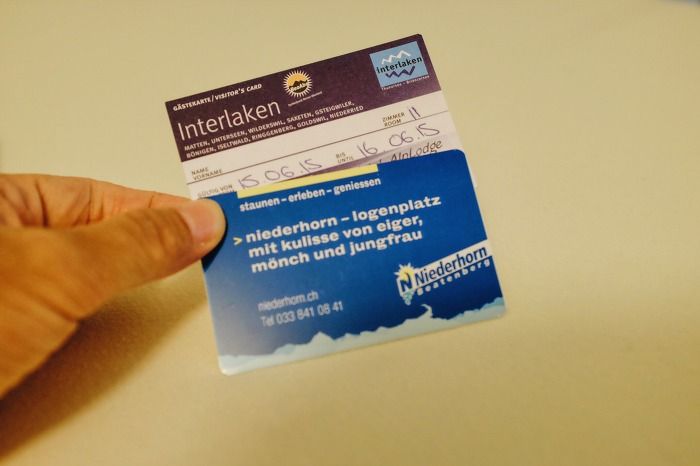 GÄSTEKARTE/VISITOR'S CARD
Interlaken
MATTEN, UNTERSEEN, WILDERSWIL, SAXETEN, GSTEIGWILER,
BÖNIGEN, ISELTWALD, RINGGENBERG, GOLDSWIL, NIEDERRIED
Interlaken
NAME
VORNAME
ZIMMER
ROOM 11
GÜLTIG VON 15.06.15 BIS
UNTIL 16.06.15
AlpLodge
staunen – erleben – geniessen
> niederhorn – logenplatz
mit kulisse von eiger,
mönch und jungfrau
Niederhorn
Beatenberg
niederhorn.ch
Tel 033 841 08 41